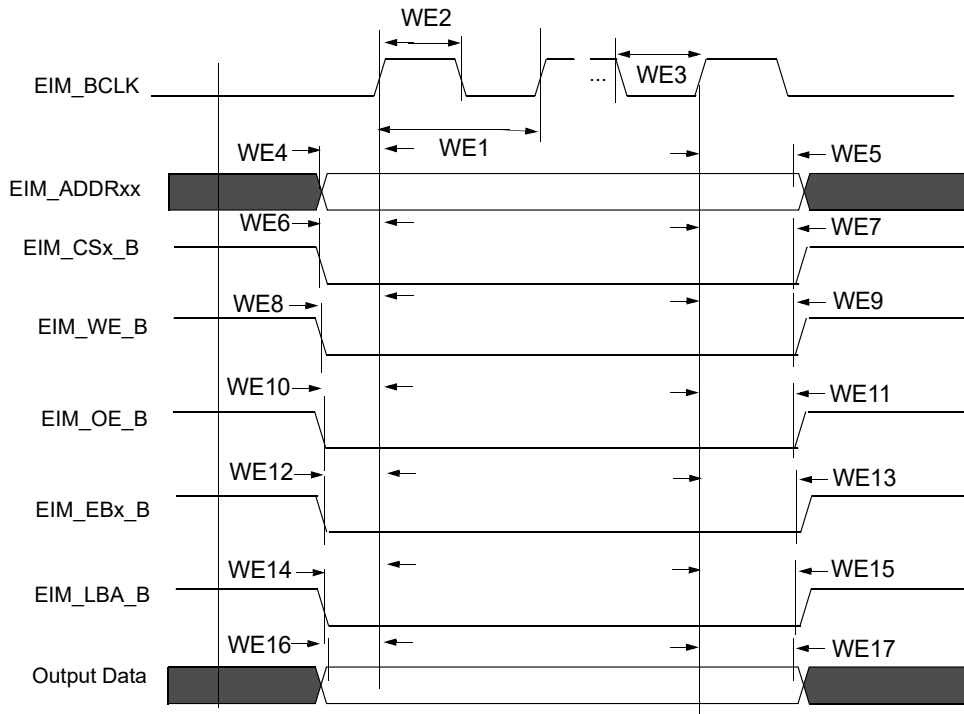 WE2
EIM_BCLK
...
WE3
WE4
WE1
WE5
EIM_ADDRxx
WE6
WE7
EIM_CSx_B
WE8
WE9
EIM_WE_B
WE10
WE11
EIM_OE_B
WE12
WE13
EIM_EBx_B
WE14
WE15
EIM_LBA_B
WE16
WE17
Output Data